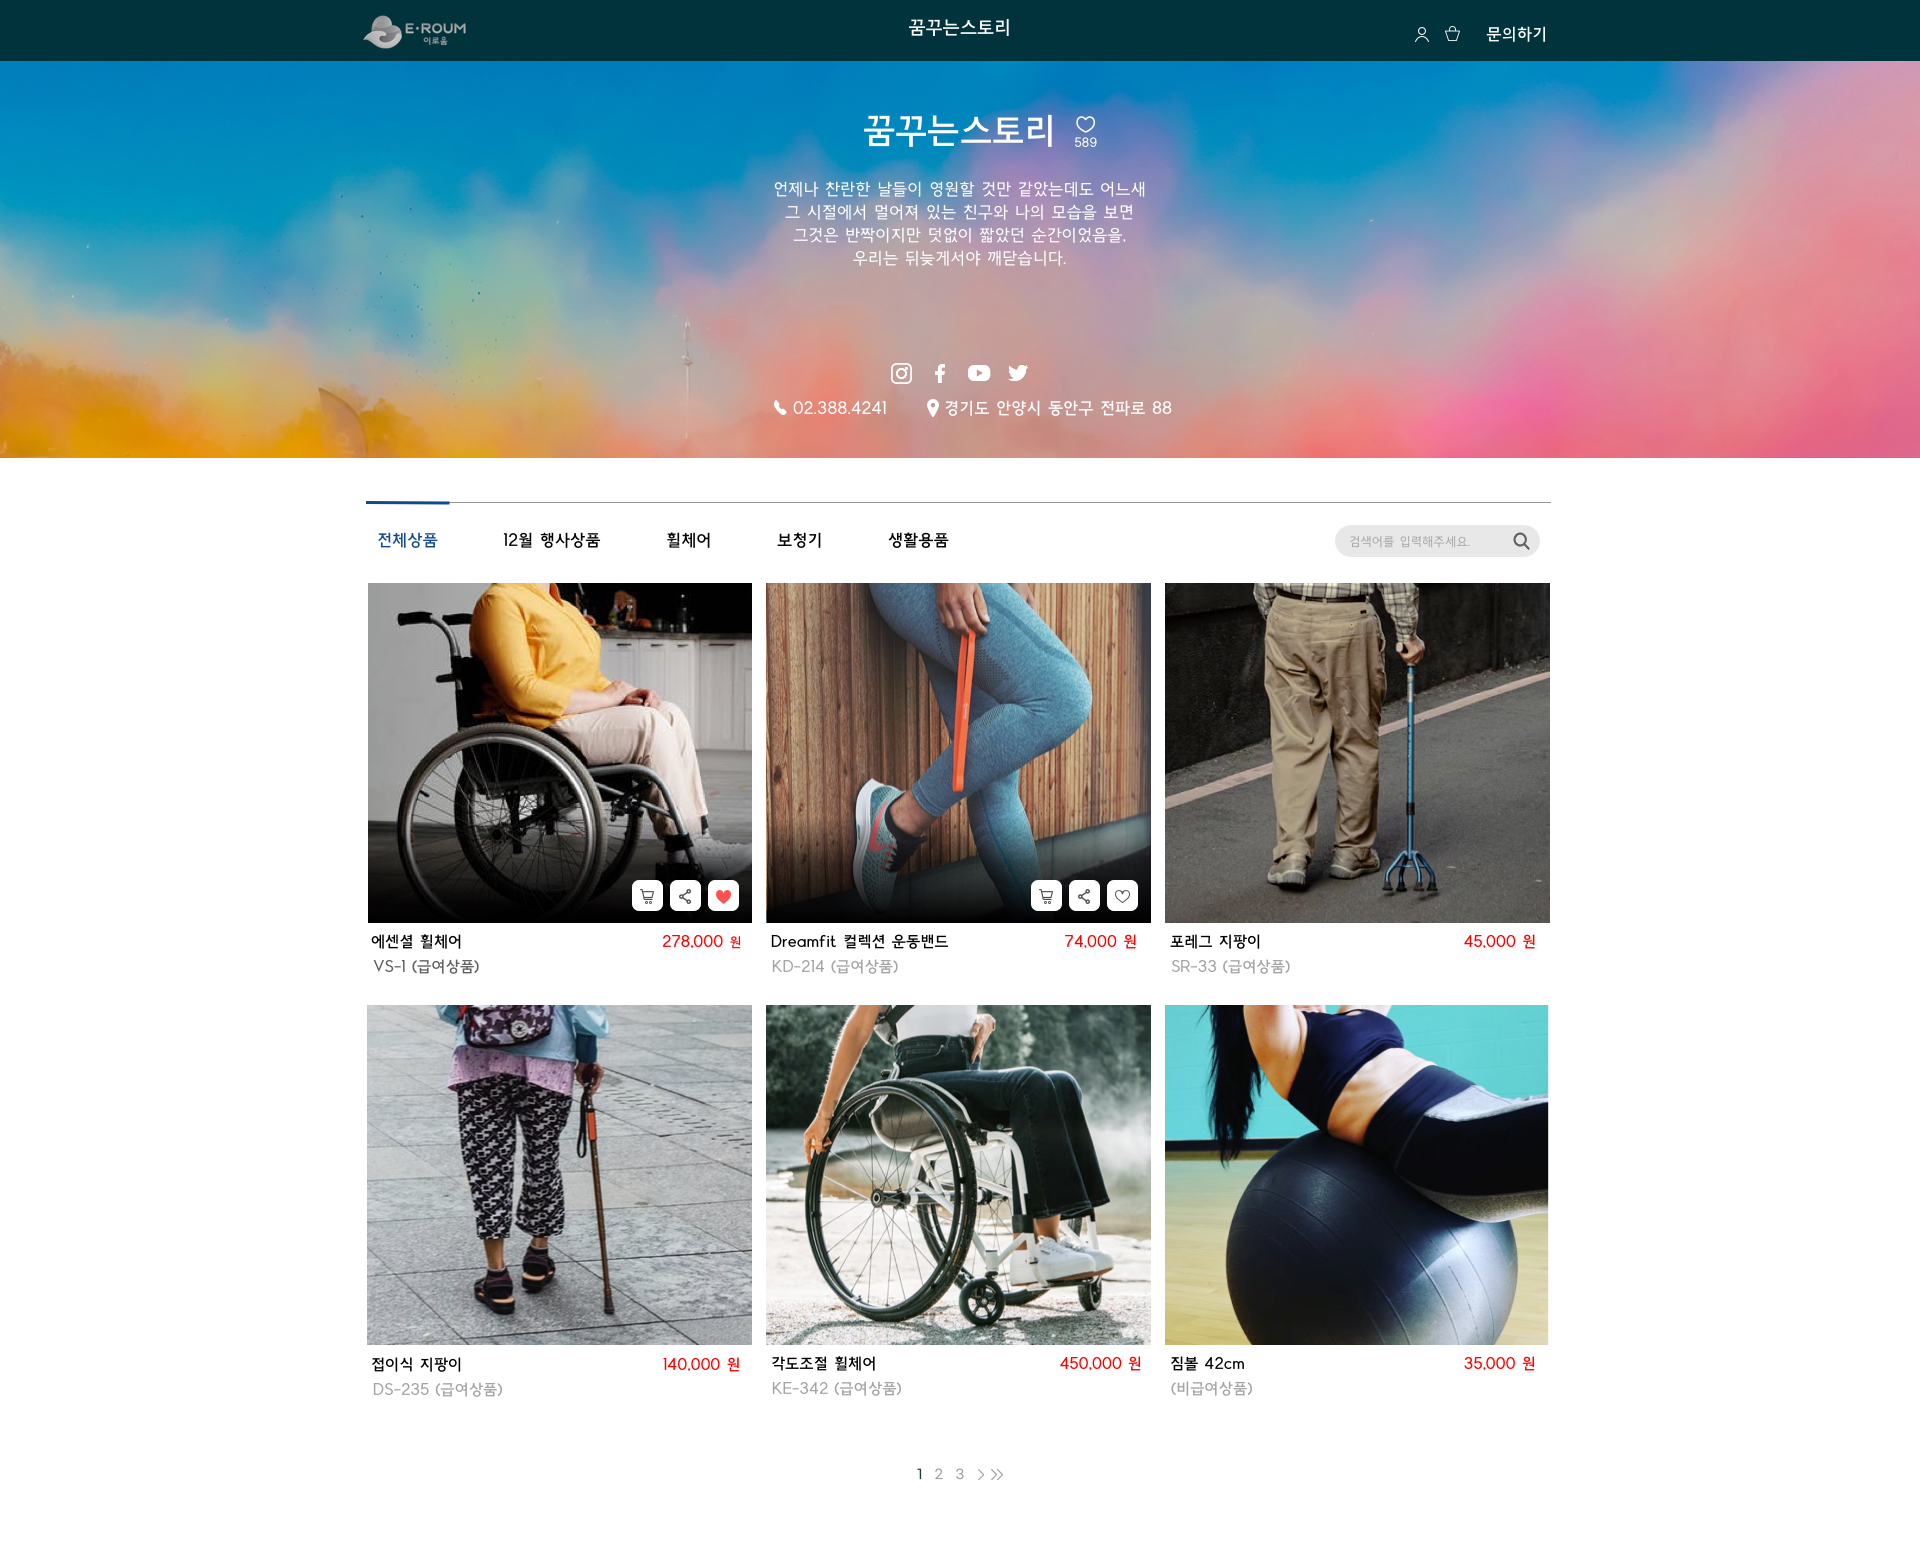 E·ROUM
이로움
꿈꾸는스토리
문의하기
꿈꾸는스토리
589
언제나 찬란한 날들이 영원할 것만 같았는데도 어느새
그 시절에서 멀어져 있는 친구와 나의 모습을 보면
그것은 반짝이지만 덧없이 짧았던 순간이었음을.
우리는 뒤늦게서야 깨닫습니다.
02.388.4241
경기도 안양시 동안구 전파로 88
전체상품
12월 행사상품
휠체어
보청기
생활용품
검색어를 입력해주세요.
에센셜 휠체어
278,000 원
VS-1 (급여상품)
Dreamfit 컬렉션 운동밴드
74,000 원
KD-214 (급여상품)
포레그 지팡이
45,000 원
SR-33 (급여상품)
접이식 지팡이
140,000 원
DS-235 (급여상품)
각도조절 휠체어
450,000 원
KE-342 (급여상품)
짐볼 42cm
35,000 원
(비급여상품)
1 2 3